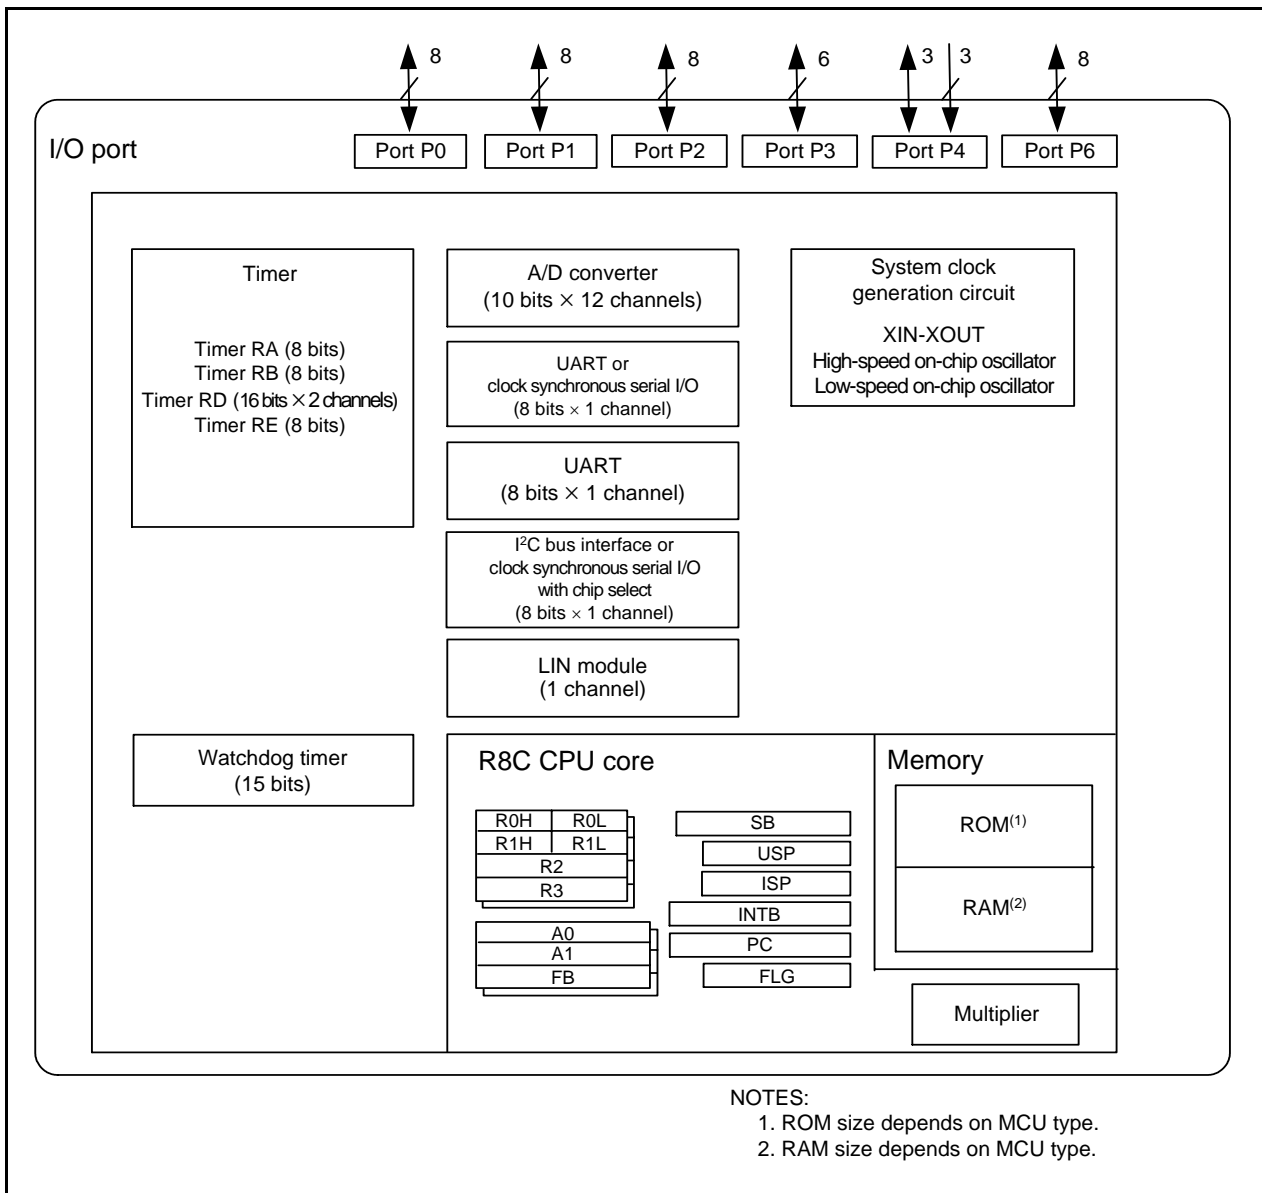 8 8 8 6 3 3 8
I/O port
Port P0 Port P1 Port P2 Port P3 Port P4 Port P6
Timer
Timer RA (8 bits)
Timer RB (8 bits)
Timer RD (16 bits × 2 channels)
Timer RE (8 bits)
A/D converter
(10 bits × 12 channels)
UART or
clock synchronous serial I/O
(8 bits × 1 channel)
UART
(8 bits × 1 channel)
I²C bus interface or
clock synchronous serial I/O
with chip select
(8 bits × 1 channel)
LIN module
(1 channel)
System clock
generation circuit
XIN-XOUT
High-speed on-chip oscillator
Low-speed on-chip oscillator
Watchdog timer
(15 bits)
R8C CPU core
R0H R0L
R1H R1L
R2
R3
A0
A1
FB
SB
USP
ISP
INTB
PC
FLG
Memory
ROM(1)
RAM(2)
Multiplier
NOTES:
1. ROM size depends on MCU type.
2. RAM size depends on MCU type.